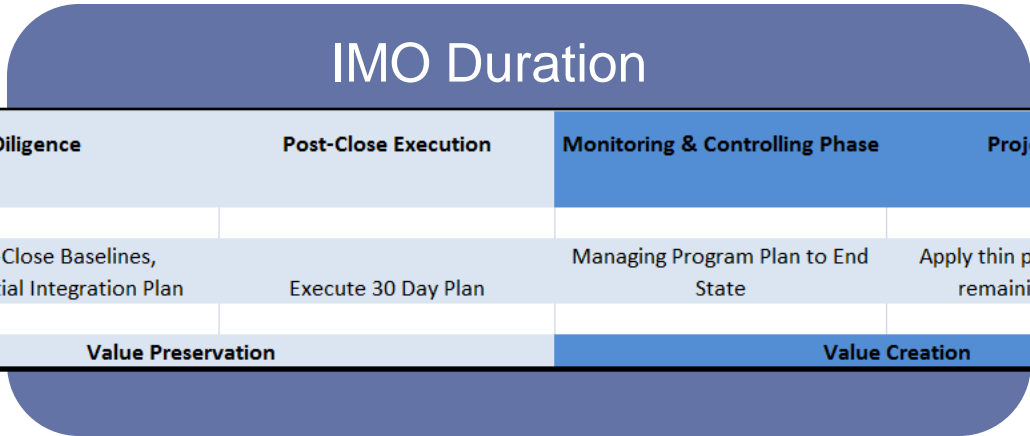 IMO Duration
Diligence Post-Close Execution Monitoring & Controlling Phase
Close Baselines, Managing Program Plan to End Apply thin
Integration Plan Execute 30 Day Plan State
Value Preservation Value Creation